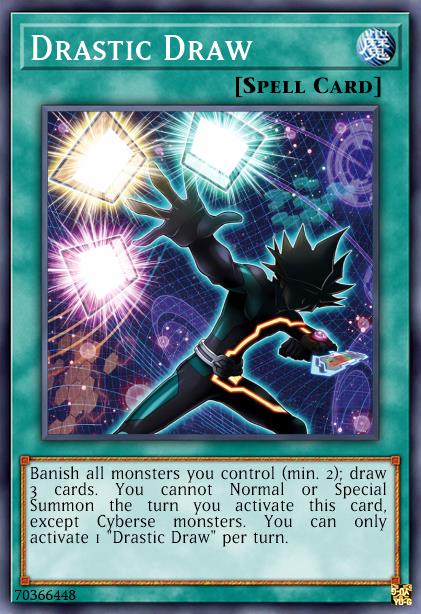 Drastic Draw
魔
[Spell Card]
Banish all monsters you control (min. 2); draw
3 cards. You cannot Normal or Special
Summon the turn you activate this card,
except Cyberse monsters. You can only
activate 1 "Drastic Draw" per turn.
70366448